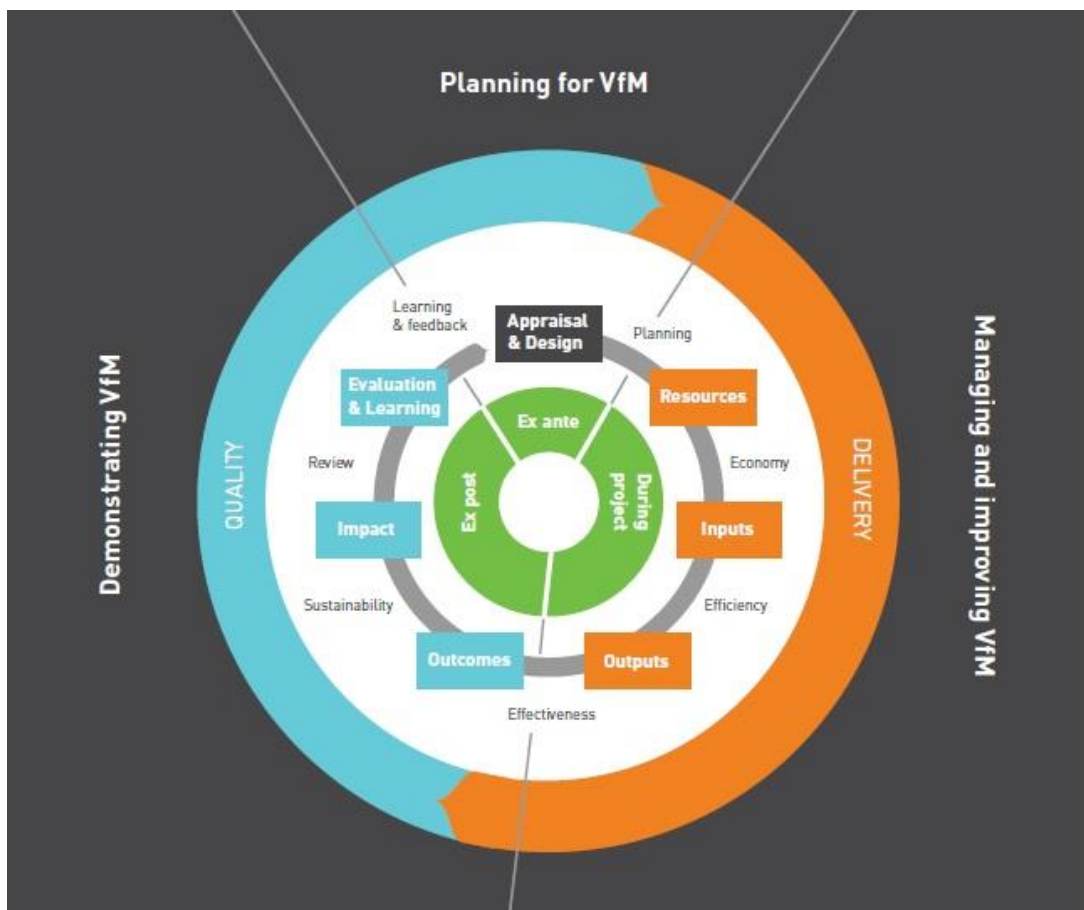 Planning for VfM
Learning
& feedback
Appraisal
& Design
Planning
Evaluation
& Learning
Ex ante
Resources
Demonstrating VfM
QUALITY
Review
Ex post
During
project
Economy
DELIVERY
Managing and improving VfM
Impact
Inputs
Sustainability
Efficiency
Outcomes
Outputs
Effectiveness